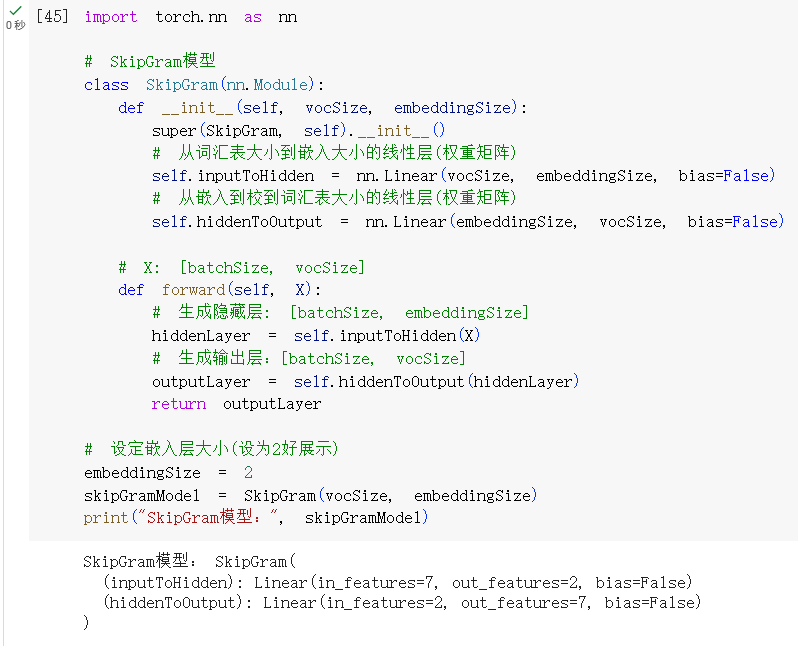 [45] import torch.nn as nn
0秒
# SkipGram模型
class SkipGram(nn.Module):
def __init__(self, vocSize, embeddingSize):
super(SkipGram, self).__init__()
# 从词汇表大小到嵌入大小的线性层(权重矩阵)
self.inputToHidden = nn.Linear(vocSize, embeddingSize, bias=False)
# 从嵌入到校到词汇表大小的线性层(权重矩阵)
self.hiddenToOutput = nn.Linear(embeddingSize, vocSize, bias=False)
# X: [batchSize, vocSize]
def forward(self, X):
# 生成隐藏层: [batchSize, embeddingSize]
hiddenLayer = self.inputToHidden(X)
# 生成输出层：[batchSize, vocSize]
outputLayer = self.hiddenToOutput(hiddenLayer)
return outputLayer
# 设定嵌入层大小(设为2好展示)
embeddingSize = 2
skipGramModel = SkipGram(vocSize, embeddingSize)
print("SkipGram模型：", skipGramModel)
SkipGram模型： SkipGram(
(inputToHidden): Linear(in_features=7, out_features=2, bias=False)
(hiddenToOutput): Linear(in_features=2, out_features=7, bias=False)
)